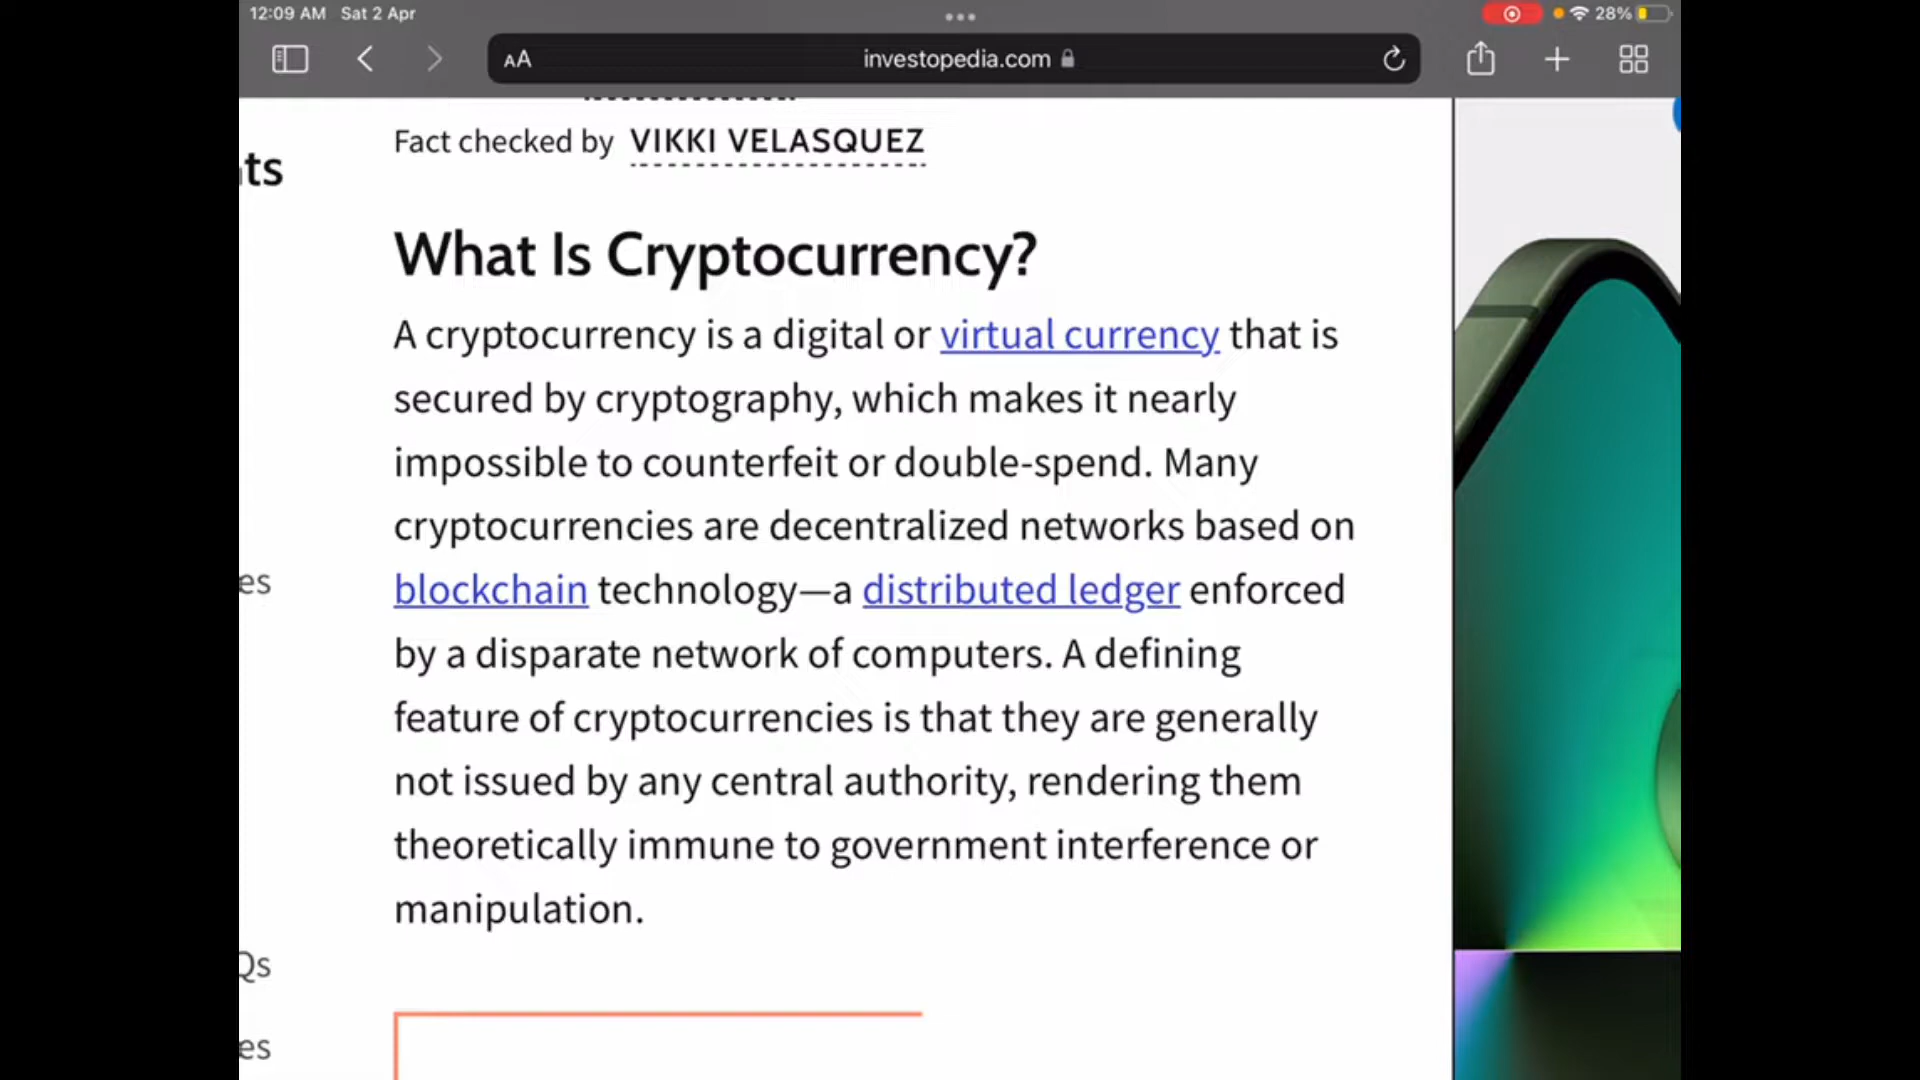 12:09 AM Sat 2 Apr
28%
AA investopedia.com
Fact checked by VIKKI VELASQUEZ
ts
What Is Cryptocurrency?
A cryptocurrency is a digital or virtual currency that is
secured by cryptography, which makes it nearly
impossible to counterfeit or double-spend. Many
cryptocurrencies are decentralized networks based on
blockchain technology—a distributed ledger enforced
es
by a disparate network of computers. A defining
feature of cryptocurrencies is that they are generally
not issued by any central authority, rendering them
theoretically immune to government interference or
manipulation.
Qs
es